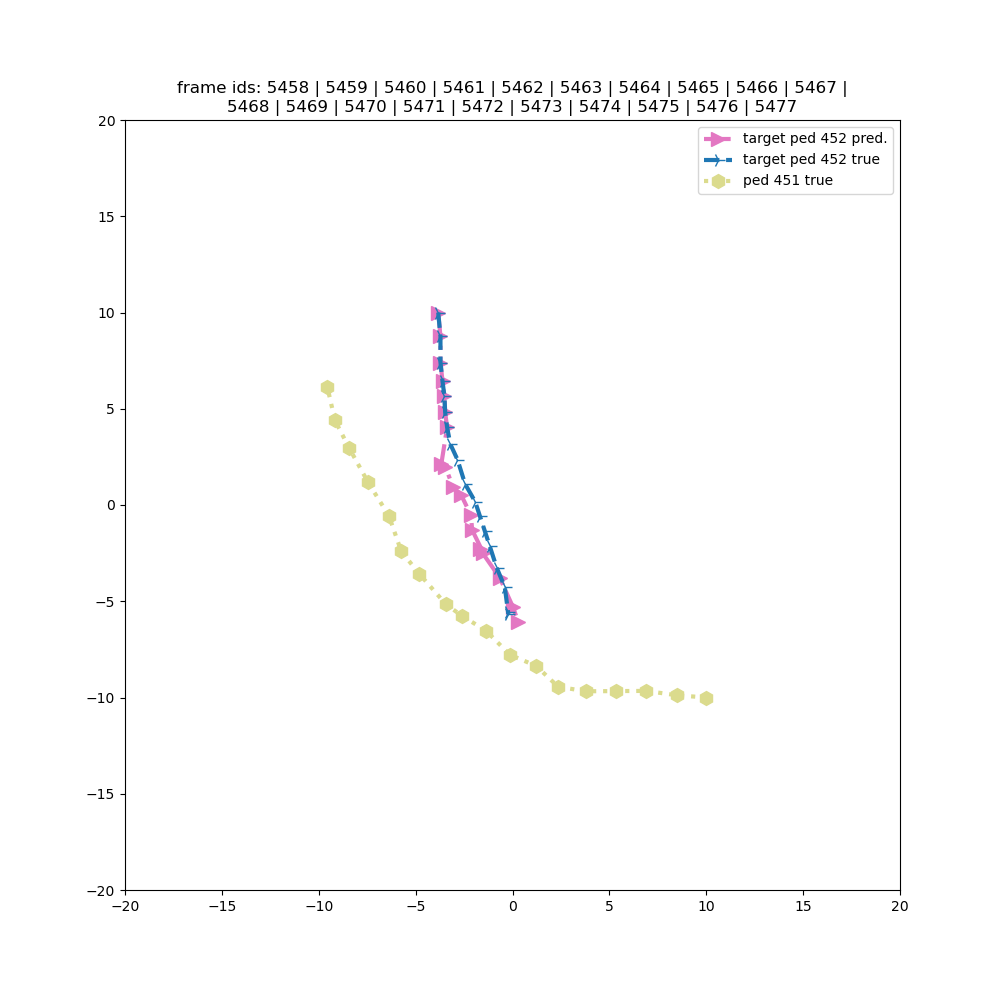 frame ids: 5458 | 5459 | 5460 | 5461 | 5462 | 5463 | 5464 | 5465 | 5466 | 5467 |
5468 | 5469 | 5470 | 5471 | 5472 | 5473 | 5474 | 5475 | 5476 | 5477
target ped 452 pred.
target ped 452 true
ped 451 true
20
15
10
5
0
−5
−10
−15
−20
−20 −15 −10 −5 0 5 10 15 20